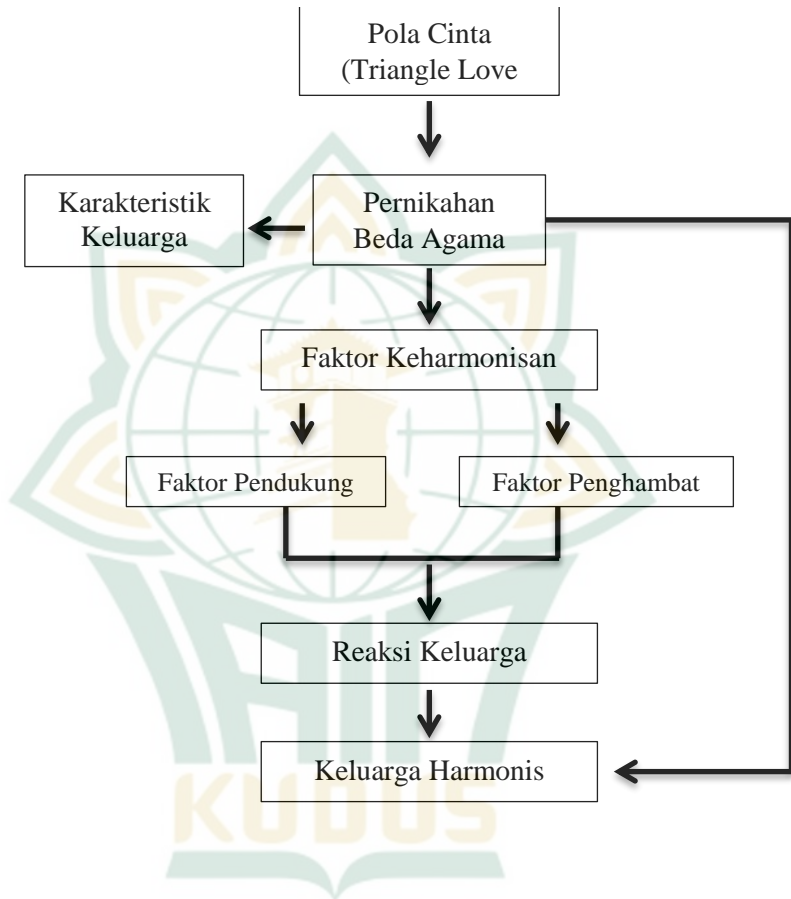 Pola Cinta
(Triangle Love
Karakteristik
Keluarga
Pernikahan
Beda Agama
Faktor Keharmonisan
Faktor Pendukung
Faktor Penghambat
Reaksi Keluarga
Keluarga Harmonis
IAIN
KUDUS